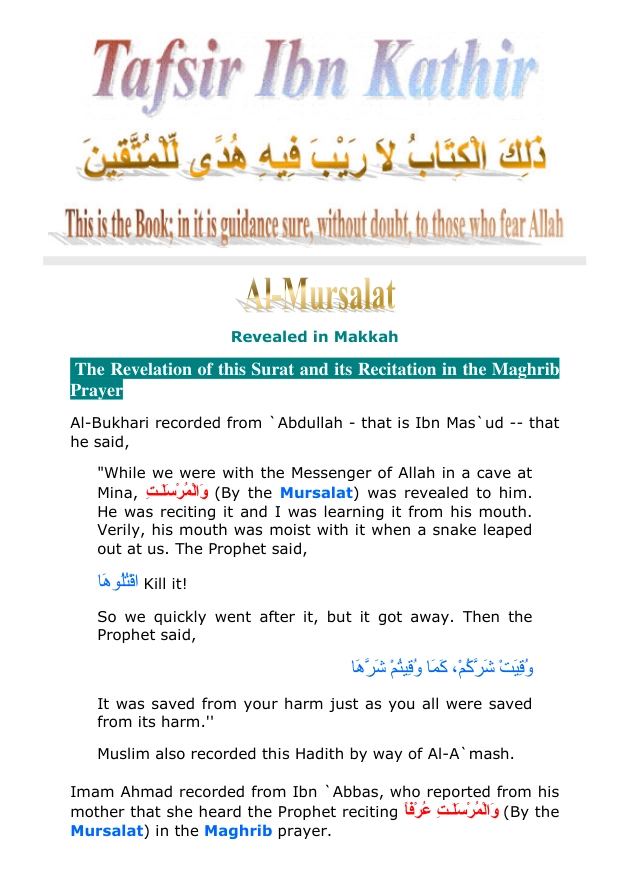 Tafsir Ibn Kathir
ذَلِكَ الْكِتَابُ لاَ رَيْبَ فِيهِ هُدًى لِّلْمُتَّقِينَ
This is the Book; in it is guidance sure, without doubt, to those who fear Allah
Al-Mursalat
Revealed in Makkah
The Revelation of this Surat and its Recitation in the Maghrib
Prayer
Al-Bukhari recorded from `Abdullah - that is Ibn Mas`ud -- that
he said,
"While we were with the Messenger of Allah in a cave at
Mina, وَالْمُرْسَلَـتِ (By the Mursalat) was revealed to him.
He was reciting it and I was learning it from his mouth.
Verily, his mouth was moist with it when a snake leaped
out at us. The Prophet said,
اقْتُلُوهَا Kill it!
So we quickly went after it, but it got away. Then the
Prophet said,
وُقِيَتْ شَرَّكُمْ، كَمَا وُقِيتُمْ شَرَّهَا
It was saved from your harm just as you all were saved
from its harm.''
Muslim also recorded this Hadith by way of Al-A`mash.
Imam Ahmad recorded from Ibn `Abbas, who reported from his
mother that she heard the Prophet reciting وَالْمُرْسَلَـتِ عُرْفًا (By the
Mursalat) in the Maghrib prayer.